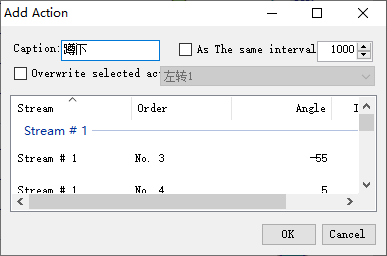 Add Action
Caption: 蹲下 As The same interval 1000
Overwrite selected ac 左转1
Stream Order Angle
Stream # 1
Stream # 1 No. 3 -55
Stream # 1 No. 4 5
OK Cancel